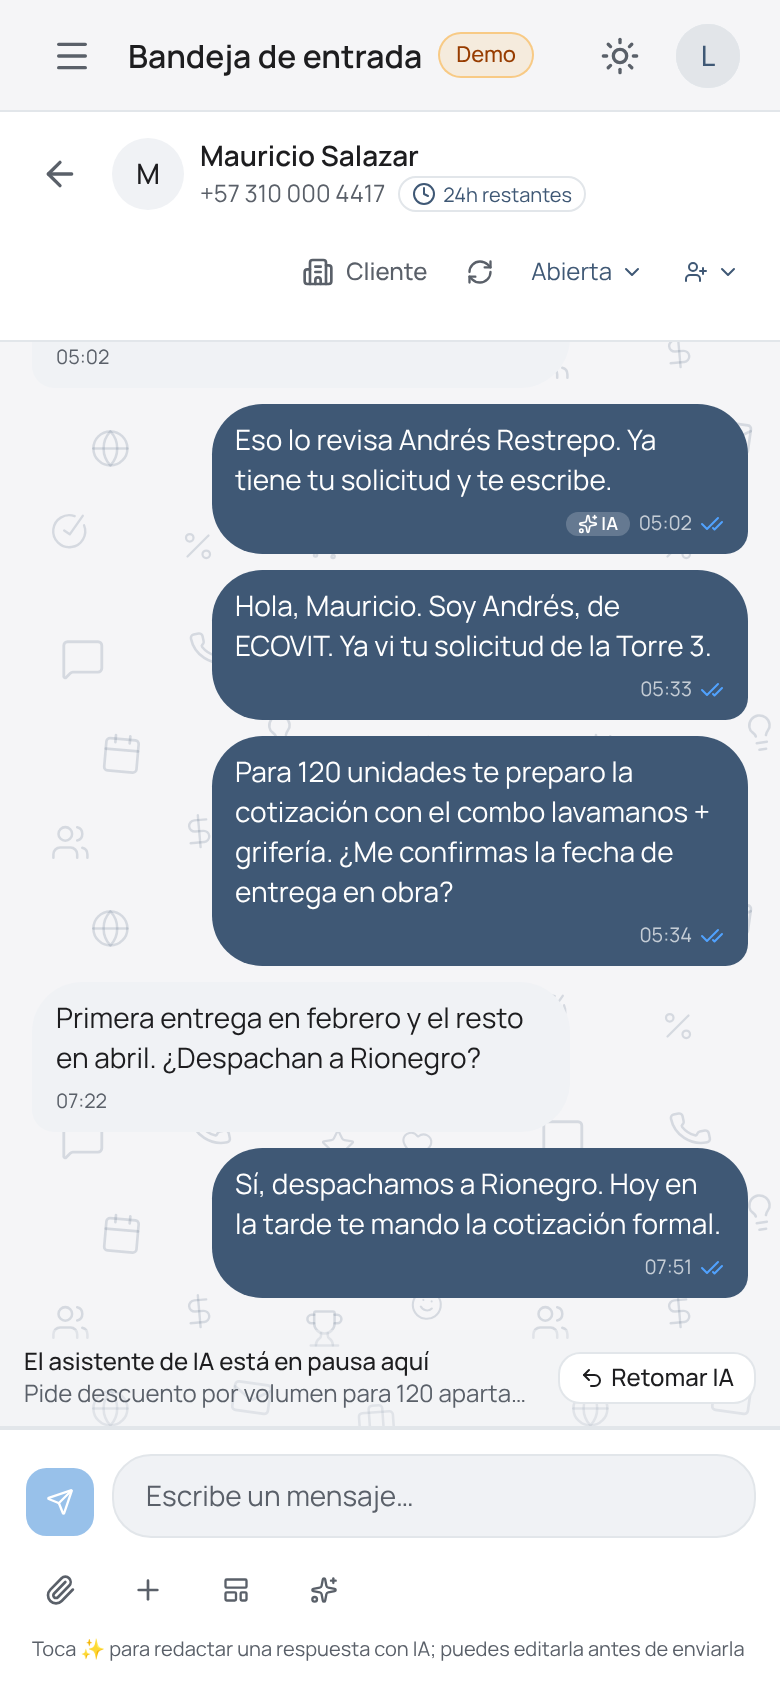 Bandeja de entrada
Demo
L
M
Mauricio Salazar
+57 310 000 4417
24h restantes
Cliente
Abierta
05:02
Eso lo revisa Andrés Restrepo. Ya
tiene tu solicitud y te escribe.
IA 05:02
Hola, Mauricio. Soy Andrés, de
ECOVIT. Ya vi tu solicitud de la Torre 3.
05:33
Para 120 unidades te preparo la
cotización con el combo lavamanos +
grifería. ¿Me confirmas la fecha de
entrega en obra?
05:34
Primera entrega en febrero y el resto
en abril. ¿Despachan a Rionegro?
07:22
Sí, despachamos a Rionegro. Hoy en
la tarde te mando la cotización formal.
07:51
El asistente de IA está en pausa aquí
Pide descuento por volumen para 120 aparta…
Retomar IA
Escribe un mensaje…
Toca ✨ para redactar una respuesta con IA; puedes editarla antes de enviarla